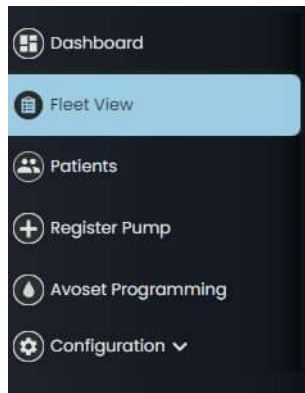 Dashboard
Fleet View
Patients
Register Pump
Avoset Programming
Configuration